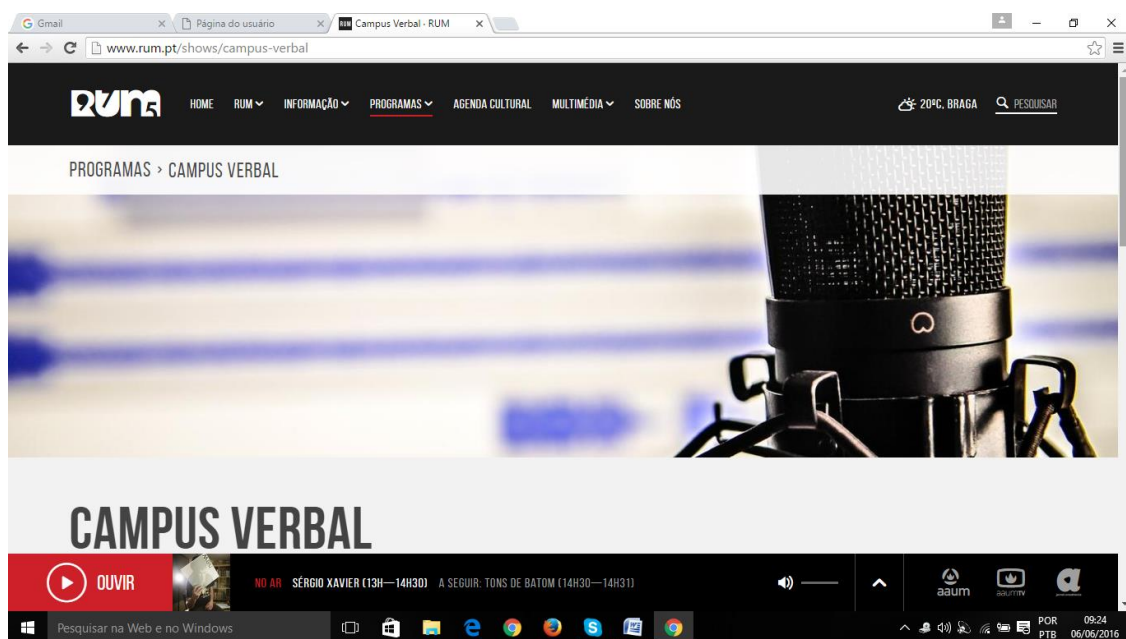 Gmail
Página do usuário
Campus Verbal - RUM
www.rum.pt/shows/campus-verbal
RUM
HOME RUM INFORMAÇÃO PROGRAMAS AGENDA CULTURAL MULTIMÉDIA SOBRE NÓS 20ºC, BRAGA PESQUISAR
PROGRAMAS > CAMPUS VERBAL
CAMPUS VERBAL
OUVIR
NO AR SÉRGIO XAVIER (13H—14H30) A SEGUIR: TONS DE BATOM (14H30—14H31)
aaum
aaumtv
Pesquisar na Web e no Windows
POR
PTB
09:24
06/06/2016